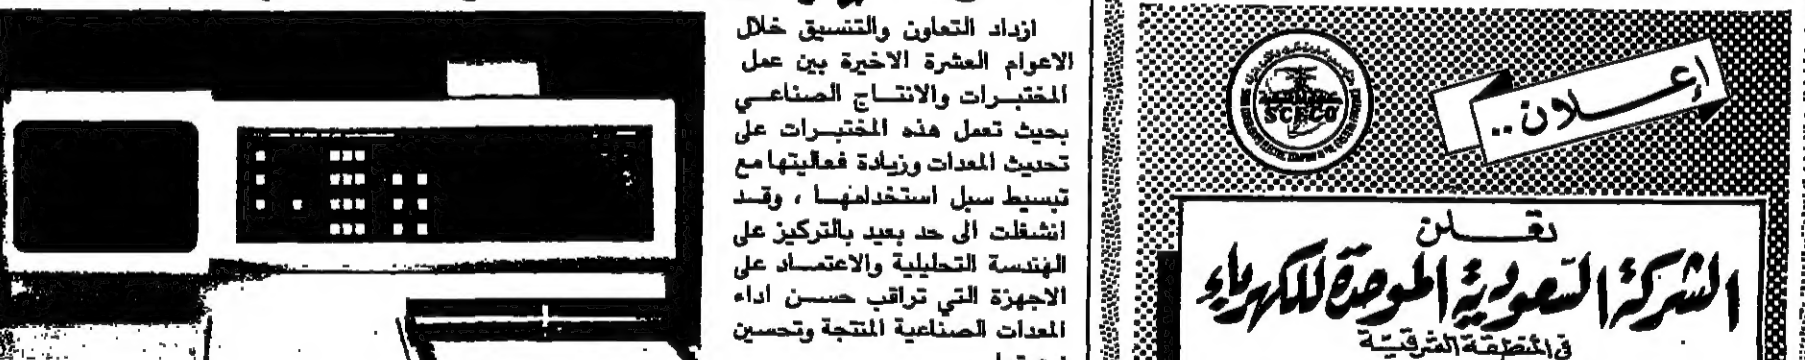 ازداد التعاون والتنسيق خلال
الاعوام العشرة الاخيرة بين عمل
المختبرات والانتاج الصناعي
بحيث تعمل هذه المختبرات على
تحديث المعدات وزيادة فعاليتها مع
تبسيط سبل استخدامها ، وقد
انشغلت الى حد بعيد بالتركيز على
الهندسة التحليلية والاعتماد على
الاجهزة التي تراقب حسن اداء
المعدات الصناعية المنتجة وتحسين
إعلان..
SCECO
تعلن
الشركة السعودية الموحدة للكهرباء
في المنطقة الشرقية